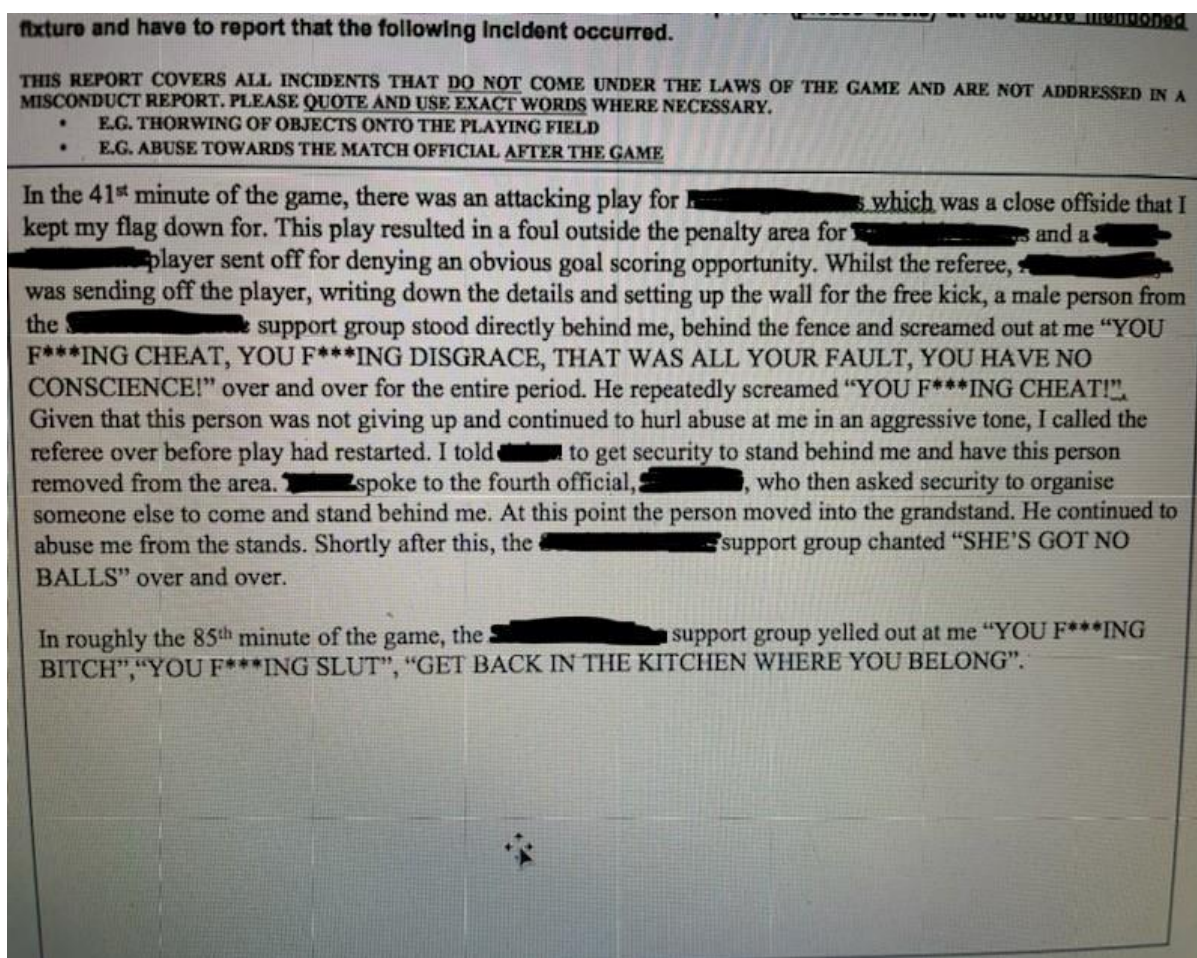 (please circle) at the above mentioned
fixture and have to report that the following incident occurred.
THIS REPORT COVERS ALL INCIDENTS THAT DO NOT COME UNDER THE LAWS OF THE GAME AND ARE NOT ADDRESSED IN A
MISCONDUCT REPORT. PLEASE QUOTE AND USE EXACT WORDS WHERE NECESSARY.
• E.G. THORWING OF OBJECTS ONTO THE PLAYING FIELD
• E.G. ABUSE TOWARDS THE MATCH OFFICIAL AFTER THE GAME
In the 41st minute of the game, there was an attacking play for which was a close offside that I
kept my flag down for. This play resulted in a foul outside the penalty area for and a
player sent off for denying an obvious goal scoring opportunity. Whilst the referee,
was sending off the player, writing down the details and setting up the wall for the free kick, a male person from
the support group stood directly behind me, behind the fence and screamed out at me “YOU
F***ING CHEAT, YOU F***ING DISGRACE, THAT WAS ALL YOUR FAULT, YOU HAVE NO
CONSCIENCE!” over and over for the entire period. He repeatedly screamed “YOU F***ING CHEAT!”.
Given that this person was not giving up and continued to hurl abuse at me in an aggressive tone, I called the
referee over before play had restarted. I told to get security to stand behind me and have this person
removed from the area. spoke to the fourth official, , who then asked security to organise
someone else to come and stand behind me. At this point the person moved into the grandstand. He continued to
abuse me from the stands. Shortly after this, the support group chanted “SHE’S GOT NO
BALLS” over and over.
In roughly the 85th minute of the game, the support group yelled out at me “YOU F***ING
BITCH”,“YOU F***ING SLUT”, “GET BACK IN THE KITCHEN WHERE YOU BELONG”.